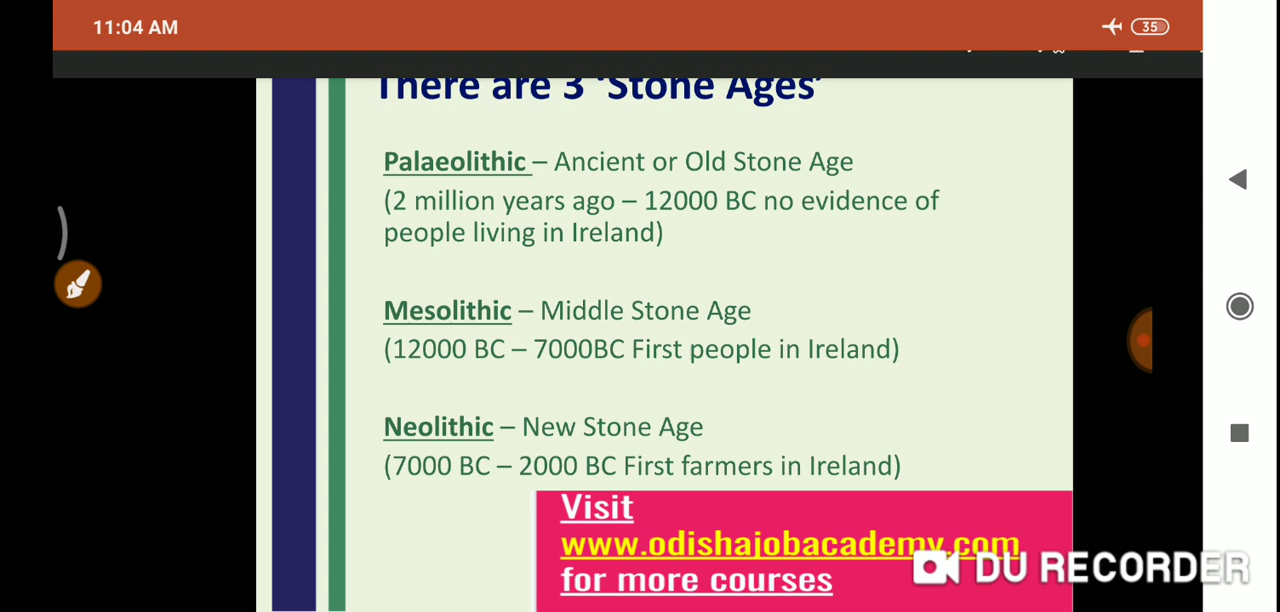 11:04 AM
35
There are 3 'Stone Ages'
Palaeolithic – Ancient or Old Stone Age
(2 million years ago – 12000 BC no evidence of
people living in Ireland)
Mesolithic – Middle Stone Age
(12000 BC – 7000BC First people in Ireland)
Neolithic – New Stone Age
(7000 BC – 2000 BC First farmers in Ireland)
Visit
www.odishajobacademy.com
for more courses
DU RECORDER